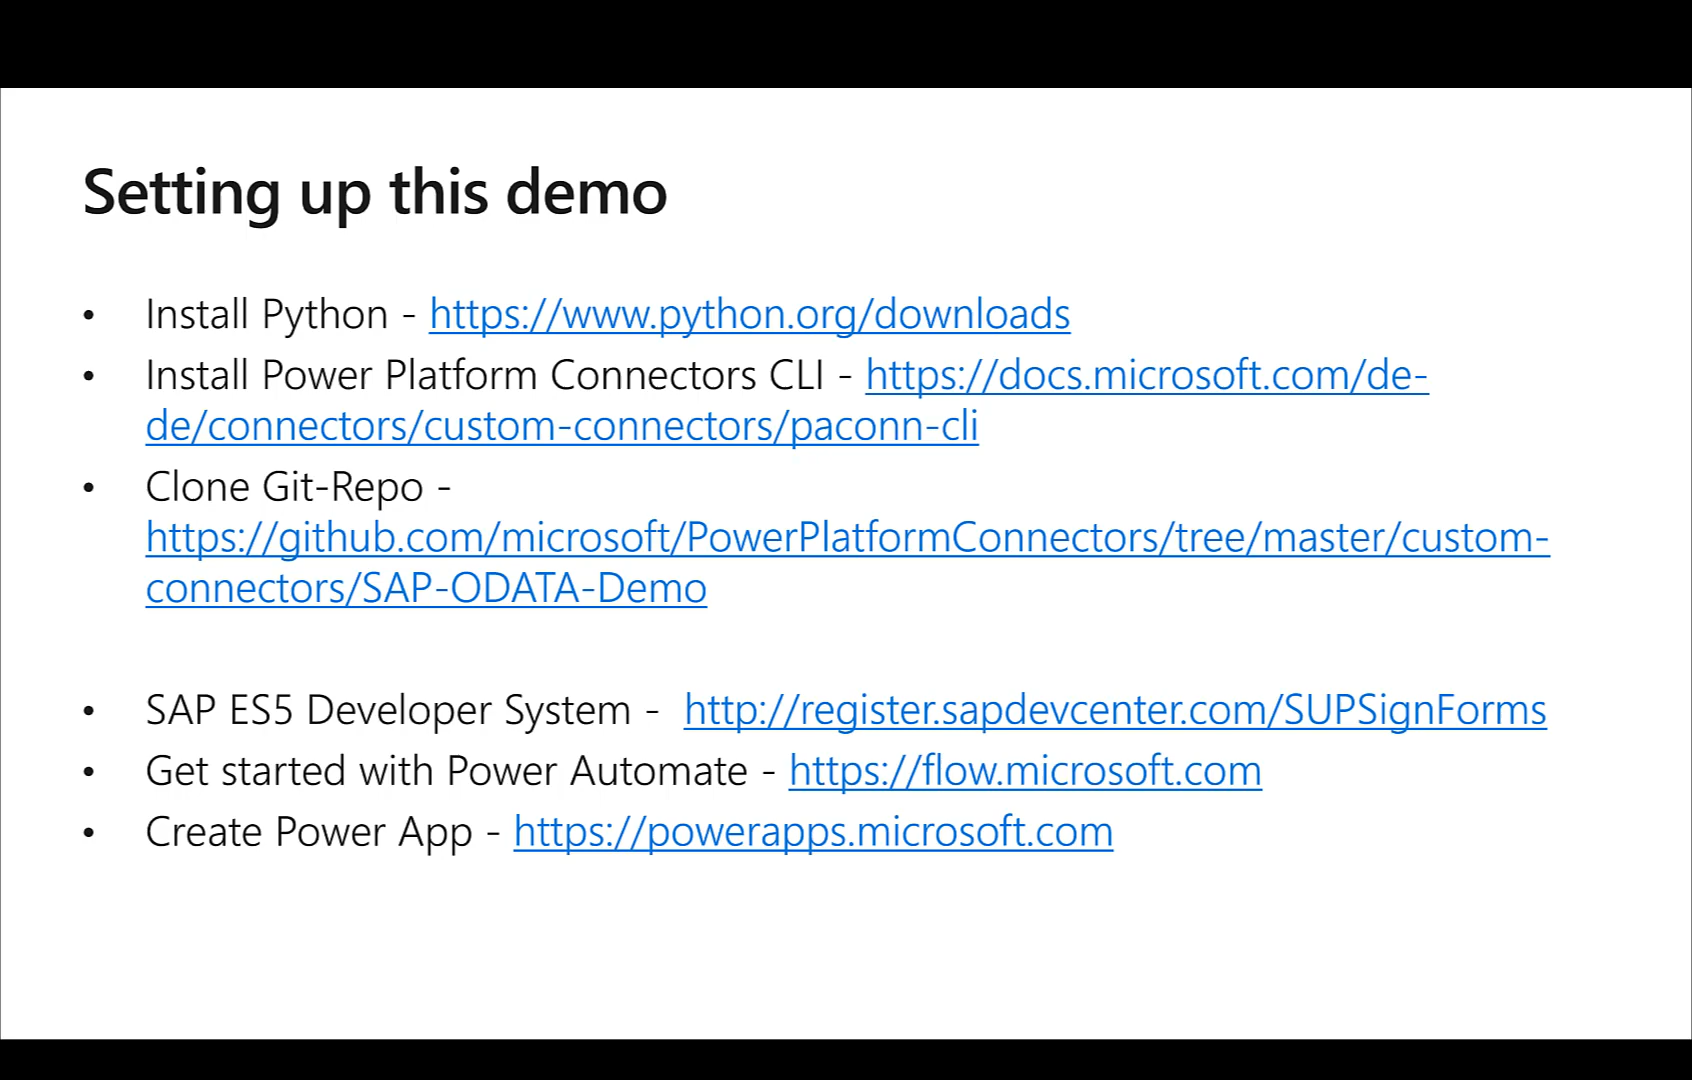 Setting up this demo
• Install Python - https://www.python.org/downloads
• Install Power Platform Connectors CLI - https://docs.microsoft.com/de-
de/connectors/custom-connectors/paconn-cli
• Clone Git-Repo -
https://github.com/microsoft/PowerPlatformConnectors/tree/master/custom-
connectors/SAP-ODATA-Demo
• SAP ES5 Developer System - http://register.sapdevcenter.com/SUPSignForms
• Get started with Power Automate - https://flow.microsoft.com
• Create Power App - https://powerapps.microsoft.com